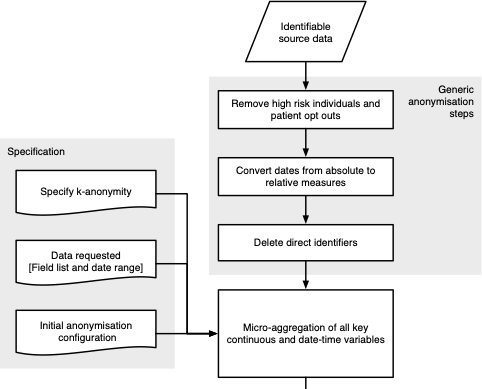 Identifiable
source data
Generic
anonymisation
steps
Remove high risk individuals and
patient opt outs
Convert dates from absolute to
relative measures
Delete direct identifiers
Specification
Specify k-anonymity
Data requested
[Field list and date range]
Initial anonymisation
configuration
Micro-aggregation of all key
continuous and date-time variables